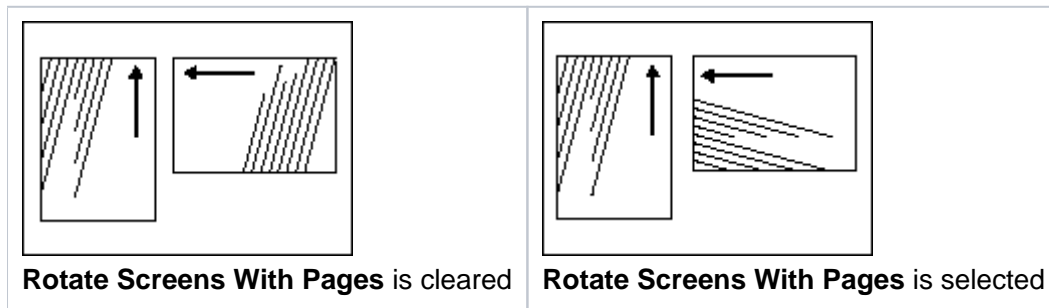 Rotate Screens With Pages is cleared
Rotate Screens With Pages is selected